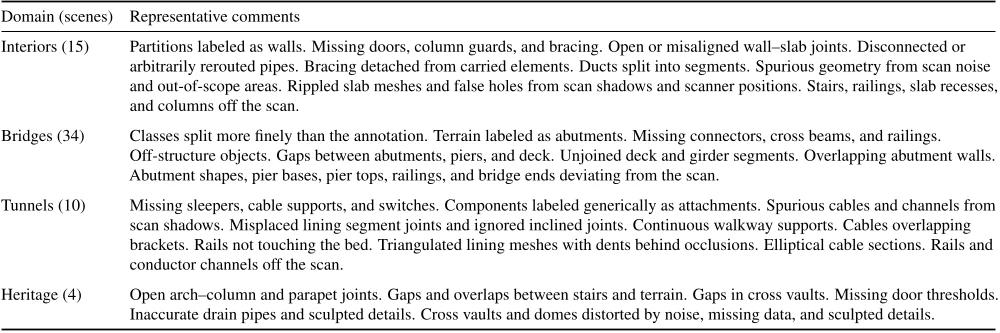 Domain (scenes) Representative comments
Interiors (15) Partitions labeled as walls. Missing doors, column guards, and bracing. Open or misaligned wall–slab joints. Disconnected or
arbitrarily rerouted pipes. Bracing detached from carried elements. Ducts split into segments. Spurious geometry from scan noise
and out-of-scope areas. Rippled slab meshes and false holes from scan shadows and scanner positions. Stairs, railings, slab recesses,
and columns off the scan.
Bridges (34) Classes split more finely than the annotation. Terrain labeled as abutments. Missing connectors, cross beams, and railings.
Off-structure objects. Gaps between abutments, piers, and deck. Unjoined deck and girder segments. Overlapping abutment walls.
Abutment shapes, pier bases, pier tops, railings, and bridge ends deviating from the scan.
Tunnels (10) Missing sleepers, cable supports, and switches. Components labeled generically as attachments. Spurious cables and channels from
scan shadows. Misplaced lining segment joints and ignored inclined joints. Continuous walkway supports. Cables overlapping
brackets. Rails not touching the bed. Triangulated lining meshes with dents behind occlusions. Elliptical cable sections. Rails and
conductor channels off the scan.
Heritage (4) Open arch–column and parapet joints. Gaps and overlaps between stairs and terrain. Gaps in cross vaults. Missing door thresholds.
Inaccurate drain pipes and sculpted details. Cross vaults and domes distorted by noise, missing data, and sculpted details.